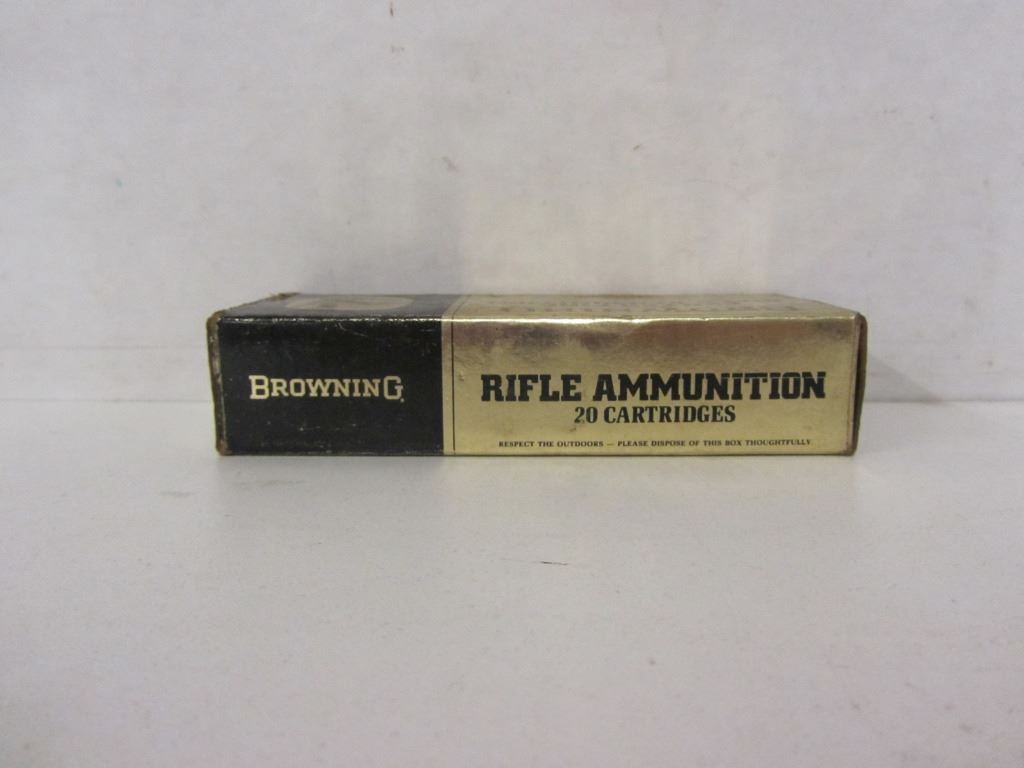 BROWNING
RIFLE AMMUNITION
20 CARTRIDGES
RESPECT THE OUTDOORS — PLEASE DISPOSE OF THIS BOX THOUGHTFULLY